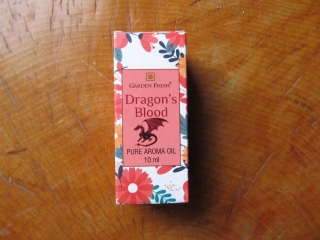 GARDEN FRESH
Dragon's
Blood
PURE AROMA OIL
10 ml